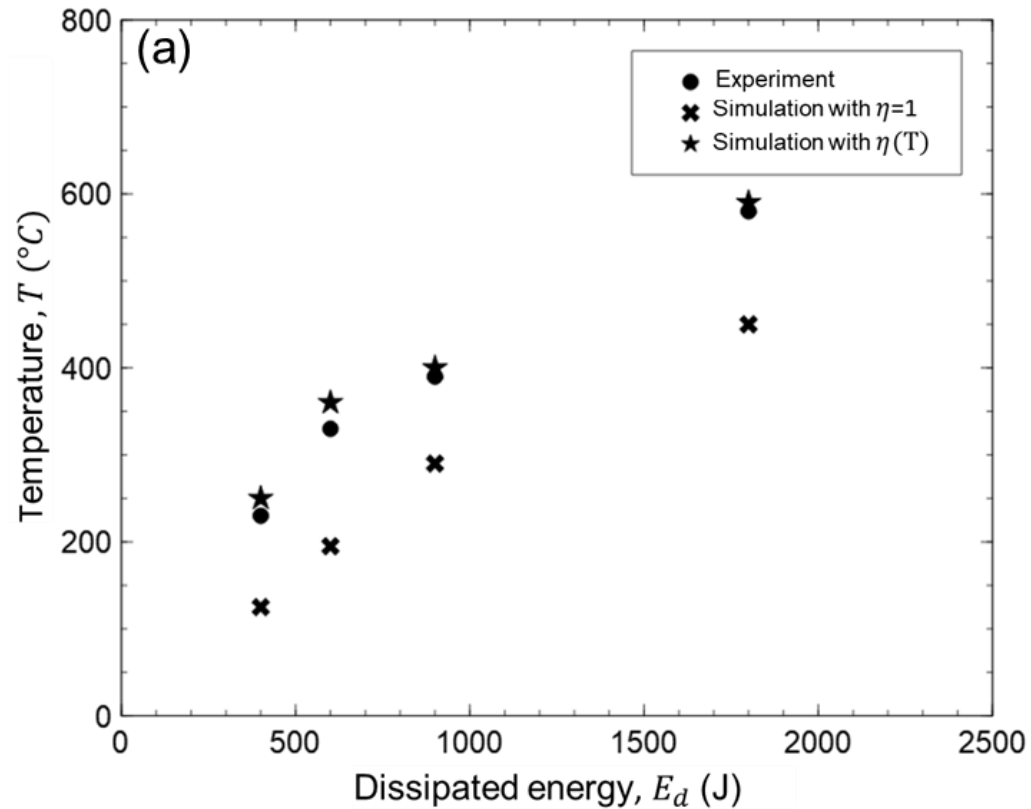 (a)
Experiment
Simulation with η=1
Simulation with η(T)
800
600
400
200
0
Temperature, T (°C)
0 500 1000 1500 2000 2500
Dissipated energy, E_d (J)